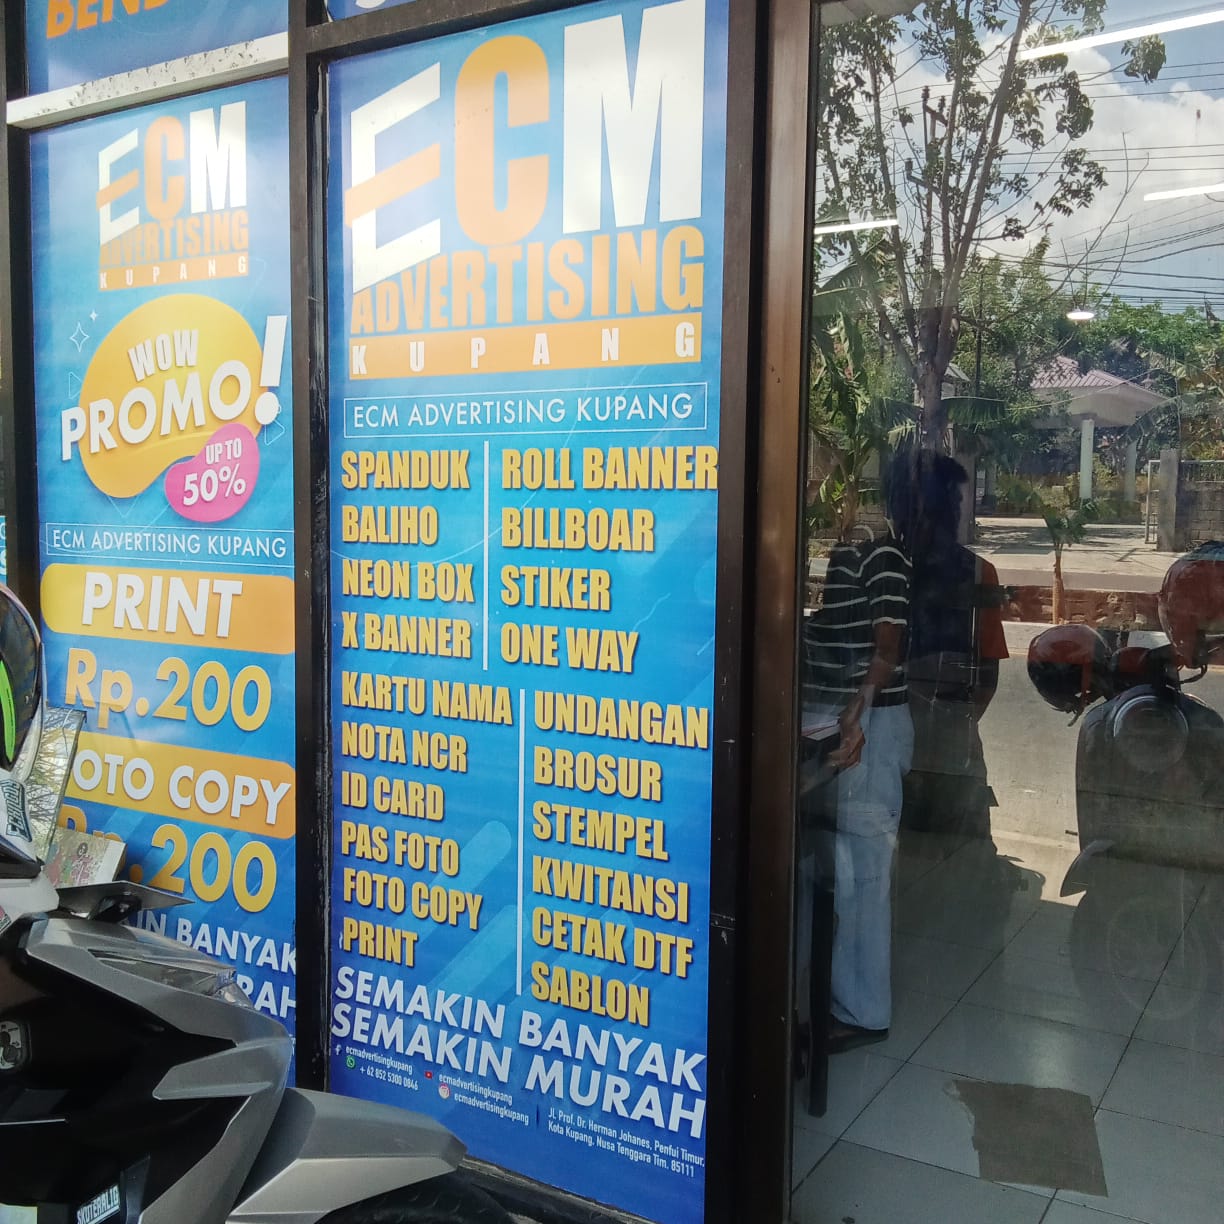 ECM
ADVERTISING
KUPANG
WOW
PROMO!
UP TO
50%
ECM ADVERTISING KUPANG
PRINT
Rp.200
OTO COPY
Rp.200
BANYAK
RAH
ECM
ADVERTISING
KUPANG
ECM ADVERTISING KUPANG
SPANDUK
BALIHO
NEON BOX
X BANNER
ROLL BANNER
BILLBOAR
STIKER
ONE WAY
KARTU NAMA
NOTA NCR
ID CARD
PAS FOTO
FOTO COPY
PRINT
UNDANGAN
BROSUR
STEMPEL
KWITANSI
CETAK DTF
SABLON
SEMAKIN BANYAK
SEMAKIN MURAH
ecmadvertisingkupang
+ 62 852 5300 0846
ecmadvertisingkupang
ecmadvertisingkupang
Jl. Prof. Dr. Herman Johanes, Penfui Timur,
Kota Kupang, Nusa Tenggara Tim. 85111